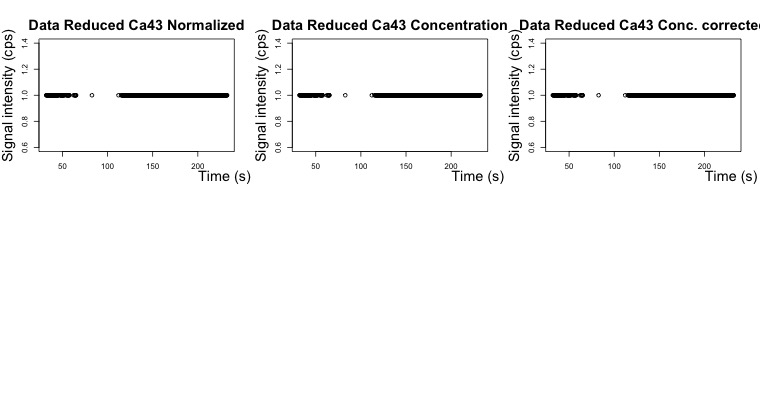 Data Reduced Ca43 Normalized
Signal intensity (cps)
1.4
1.2
1.0
0.8
0.6
50 100 150 200
Time (s)
Data Reduced Ca43 Concentration
Signal intensity (cps)
1.4
1.2
1.0
0.8
0.6
50 100 150 200
Time (s)
Data Reduced Ca43 Conc. corrected
Signal intensity (cps)
1.4
1.2
1.0
0.8
0.6
50 100 150 200
Time (s)